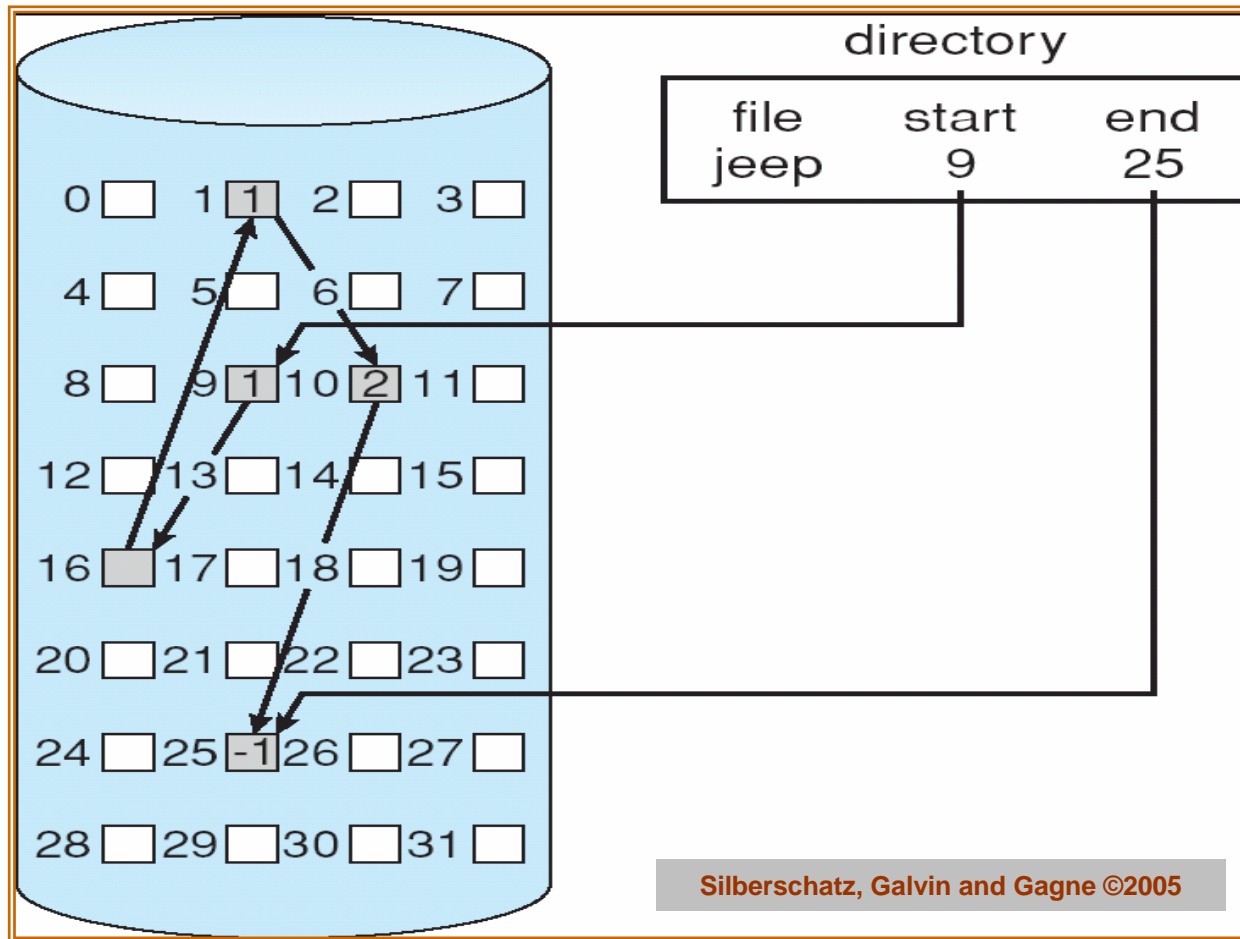 directory
file start end
jeep 9 25
0 1 1 2 3
4 5 6 7
8 9 1 10 2 11
12 13 14 15
16 17 18 19
20 21 22 23
24 25 -1 26 27
28 29 30 31
Silberschatz, Galvin and Gagne ©2005